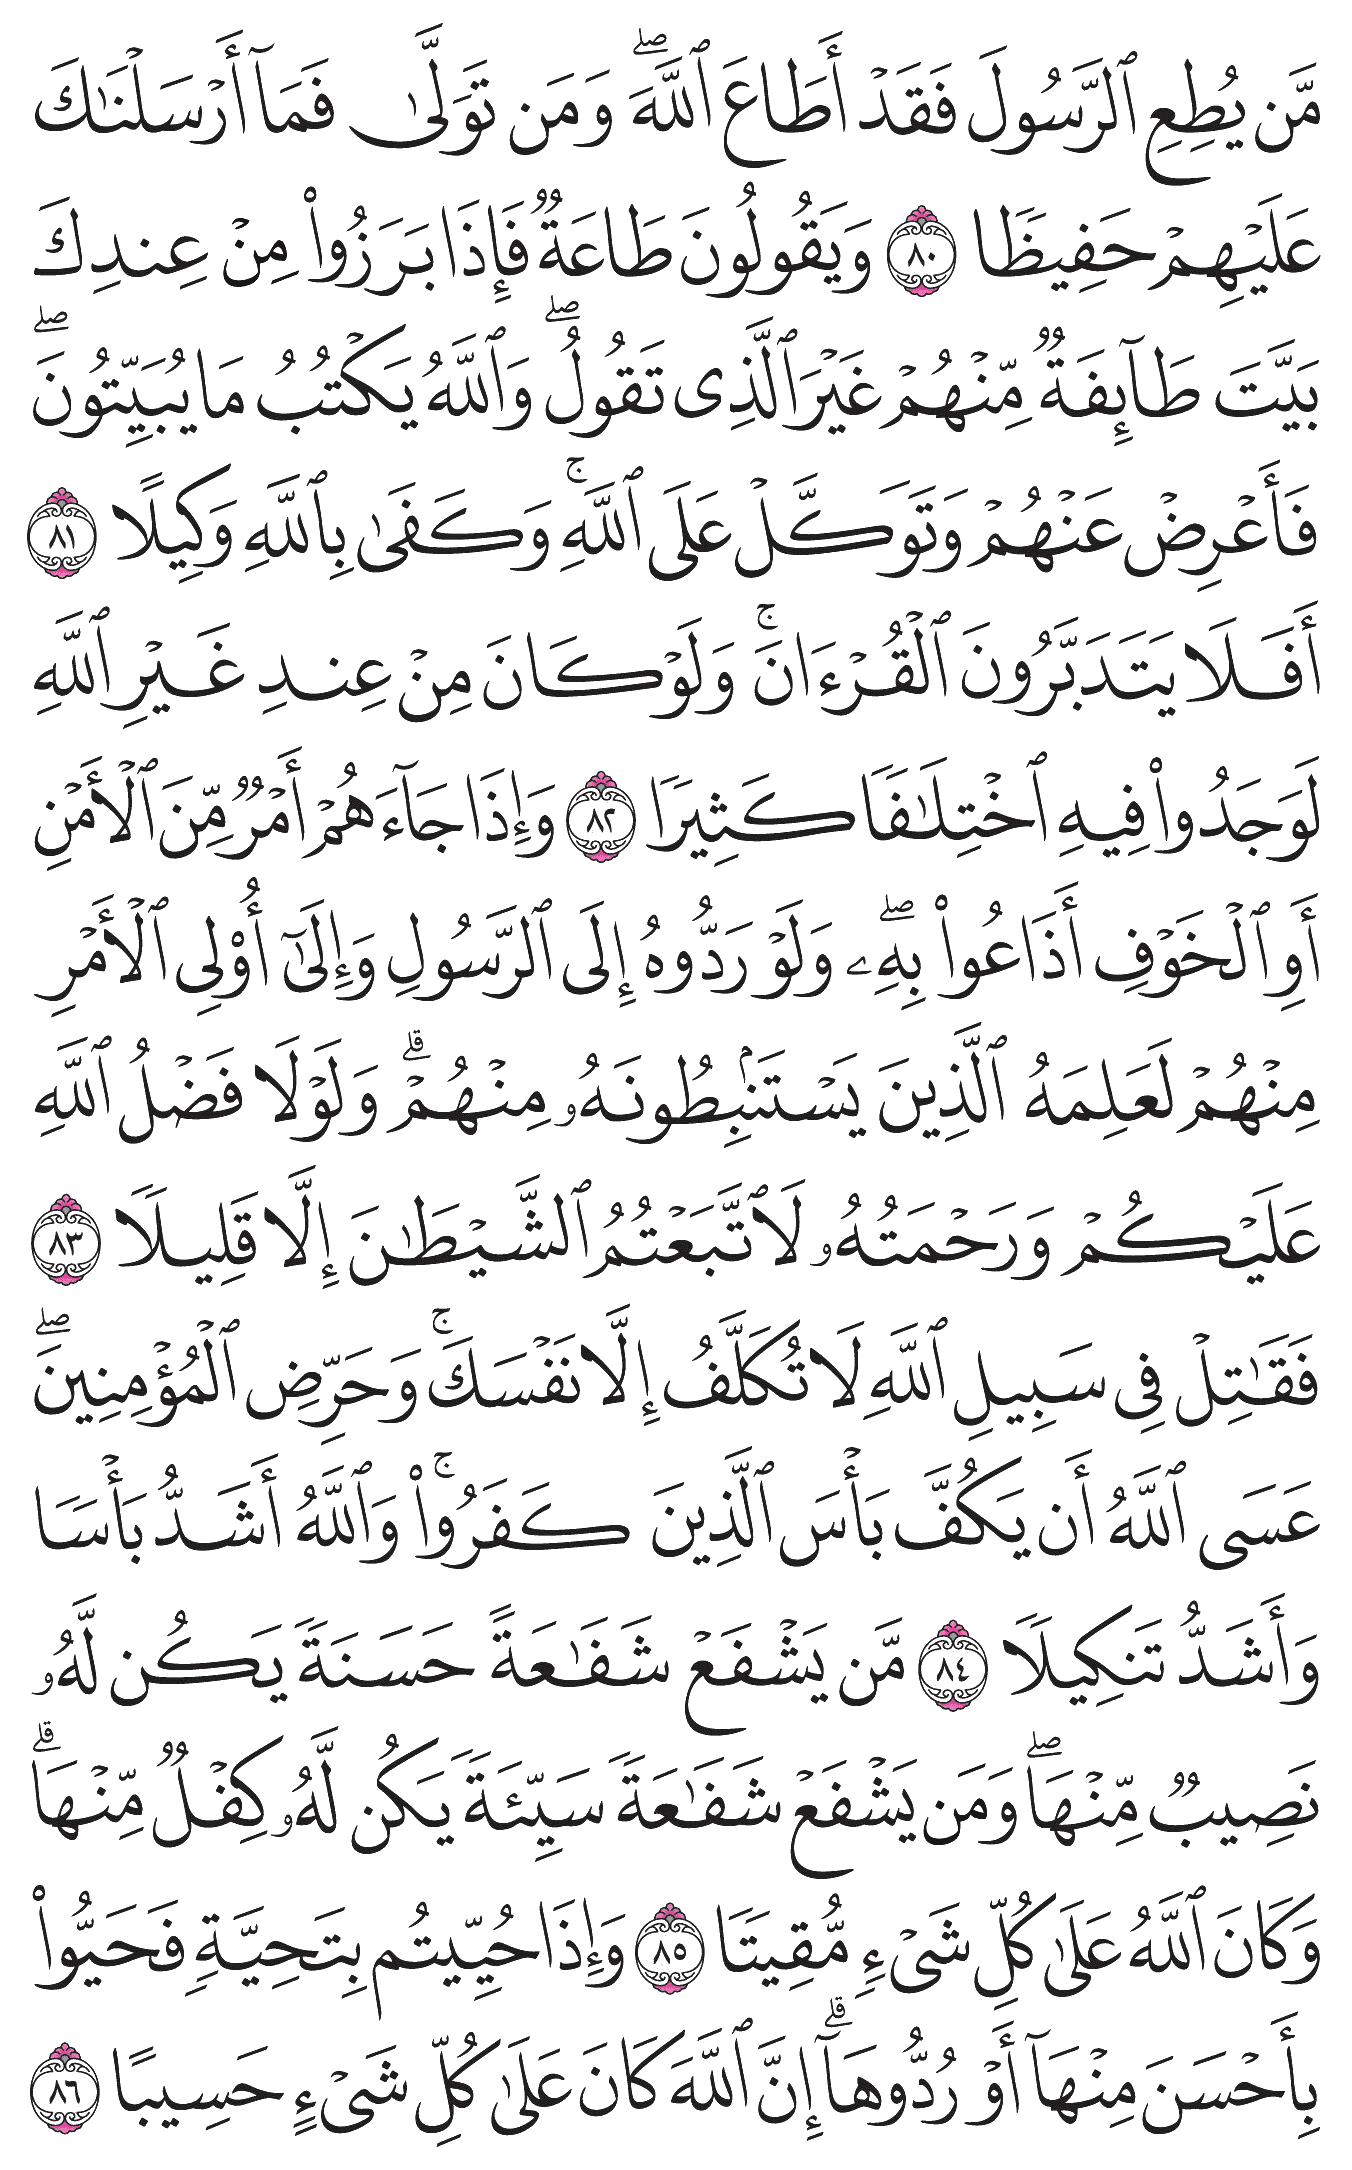 مَّن يُطِعِ ٱلرَّسُولَ فَقَدْ أَطَاعَ ٱللَّهَۖ وَمَن تَوَلَّىٰ فَمَآ أَرْسَلْنَٰكَ
عَلَيْهِمْ حَفِيظًا ٨٠ وَيَقُولُونَ طَاعَةٌ فَإِذَا بَرَزُوا۟ مِنْ عِندِكَ
بَيَّتَ طَآئِفَةٌ مِّنْهُمْ غَيْرَ ٱلَّذِى تَقُولُۖ وَٱللَّهُ يَكْتُبُ مَا يُبَيِّتُونَۖ
فَأَعْرِضْ عَنْهُمْ وَتَوَكَّلْ عَلَى ٱللَّهِۚ وَكَفَىٰ بِٱللَّهِ وَكِيلًا ٨١
أَفَلَا يَتَدَبَّرُونَ ٱلْقُرْءَانَۚ وَلَوْ كَانَ مِنْ عِندِ غَيْرِ ٱللَّهِ
لَوَجَدُوا۟ فِيهِ ٱخْتِلَٰفًا كَثِيرًا ٨٢ وَإِذَا جَآءَهُمْ أَمْرٌ مِّنَ ٱلْأَمْنِ
أَوِ ٱلْخَوْفِ أَذَاعُوا۟ بِهِۦۖ وَلَوْ رَدُّوهُ إِلَى ٱلرَّسُولِ وَإِلَىٰٓ أُو۟لِى ٱلْأَمْرِ
مِنْهُمْ لَعَلِمَهُ ٱلَّذِينَ يَسْتَنۢبِطُونَهُۥ مِنْهُمْۗ وَلَوْلَا فَضْلُ ٱللَّهِ
عَلَيْكُمْ وَرَحْمَتُهُۥ لَٱتَّبَعْتُمُ ٱلشَّيْطَٰنَ إِلَّا قَلِيلًا ٨٣
فَقَٰتِلْ فِى سَبِيلِ ٱللَّهِ لَا تُكَلَّفُ إِلَّا نَفْسَكَۚ وَحَرِّضِ ٱلْمُؤْمِنِينَۖ
عَسَى ٱللَّهُ أَن يَكُفَّ بَأْسَ ٱلَّذِينَ كَفَرُوا۟ۚ وَٱللَّهُ أَشَدُّ بَأْسًا
وَأَشَدُّ تَنكِيلًا ٨٤ مَّن يَشْفَعْ شَفَٰعَةً حَسَنَةً يَكُن لَّهُۥ
نَصِيبٌ مِّنْهَاۖ وَمَن يَشْفَعْ شَفَٰعَةً سَيِّئَةً يَكُن لَّهُۥ كِفْلٌ مِّنْهَاۗ
وَكَانَ ٱللَّهُ عَلَىٰ كُلِّ شَىْءٍ مُّقِيتًا ٨٥ وَإِذَا حُيِّيتُم بِتَحِيَّةٍ فَحَيُّوا۟
بِأَحْسَنَ مِنْهَآ أَوْ رُدُّوهَآۗ إِنَّ ٱللَّهَ كَانَ عَلَىٰ كُلِّ شَىْءٍ حَسِيبًا ٨٦